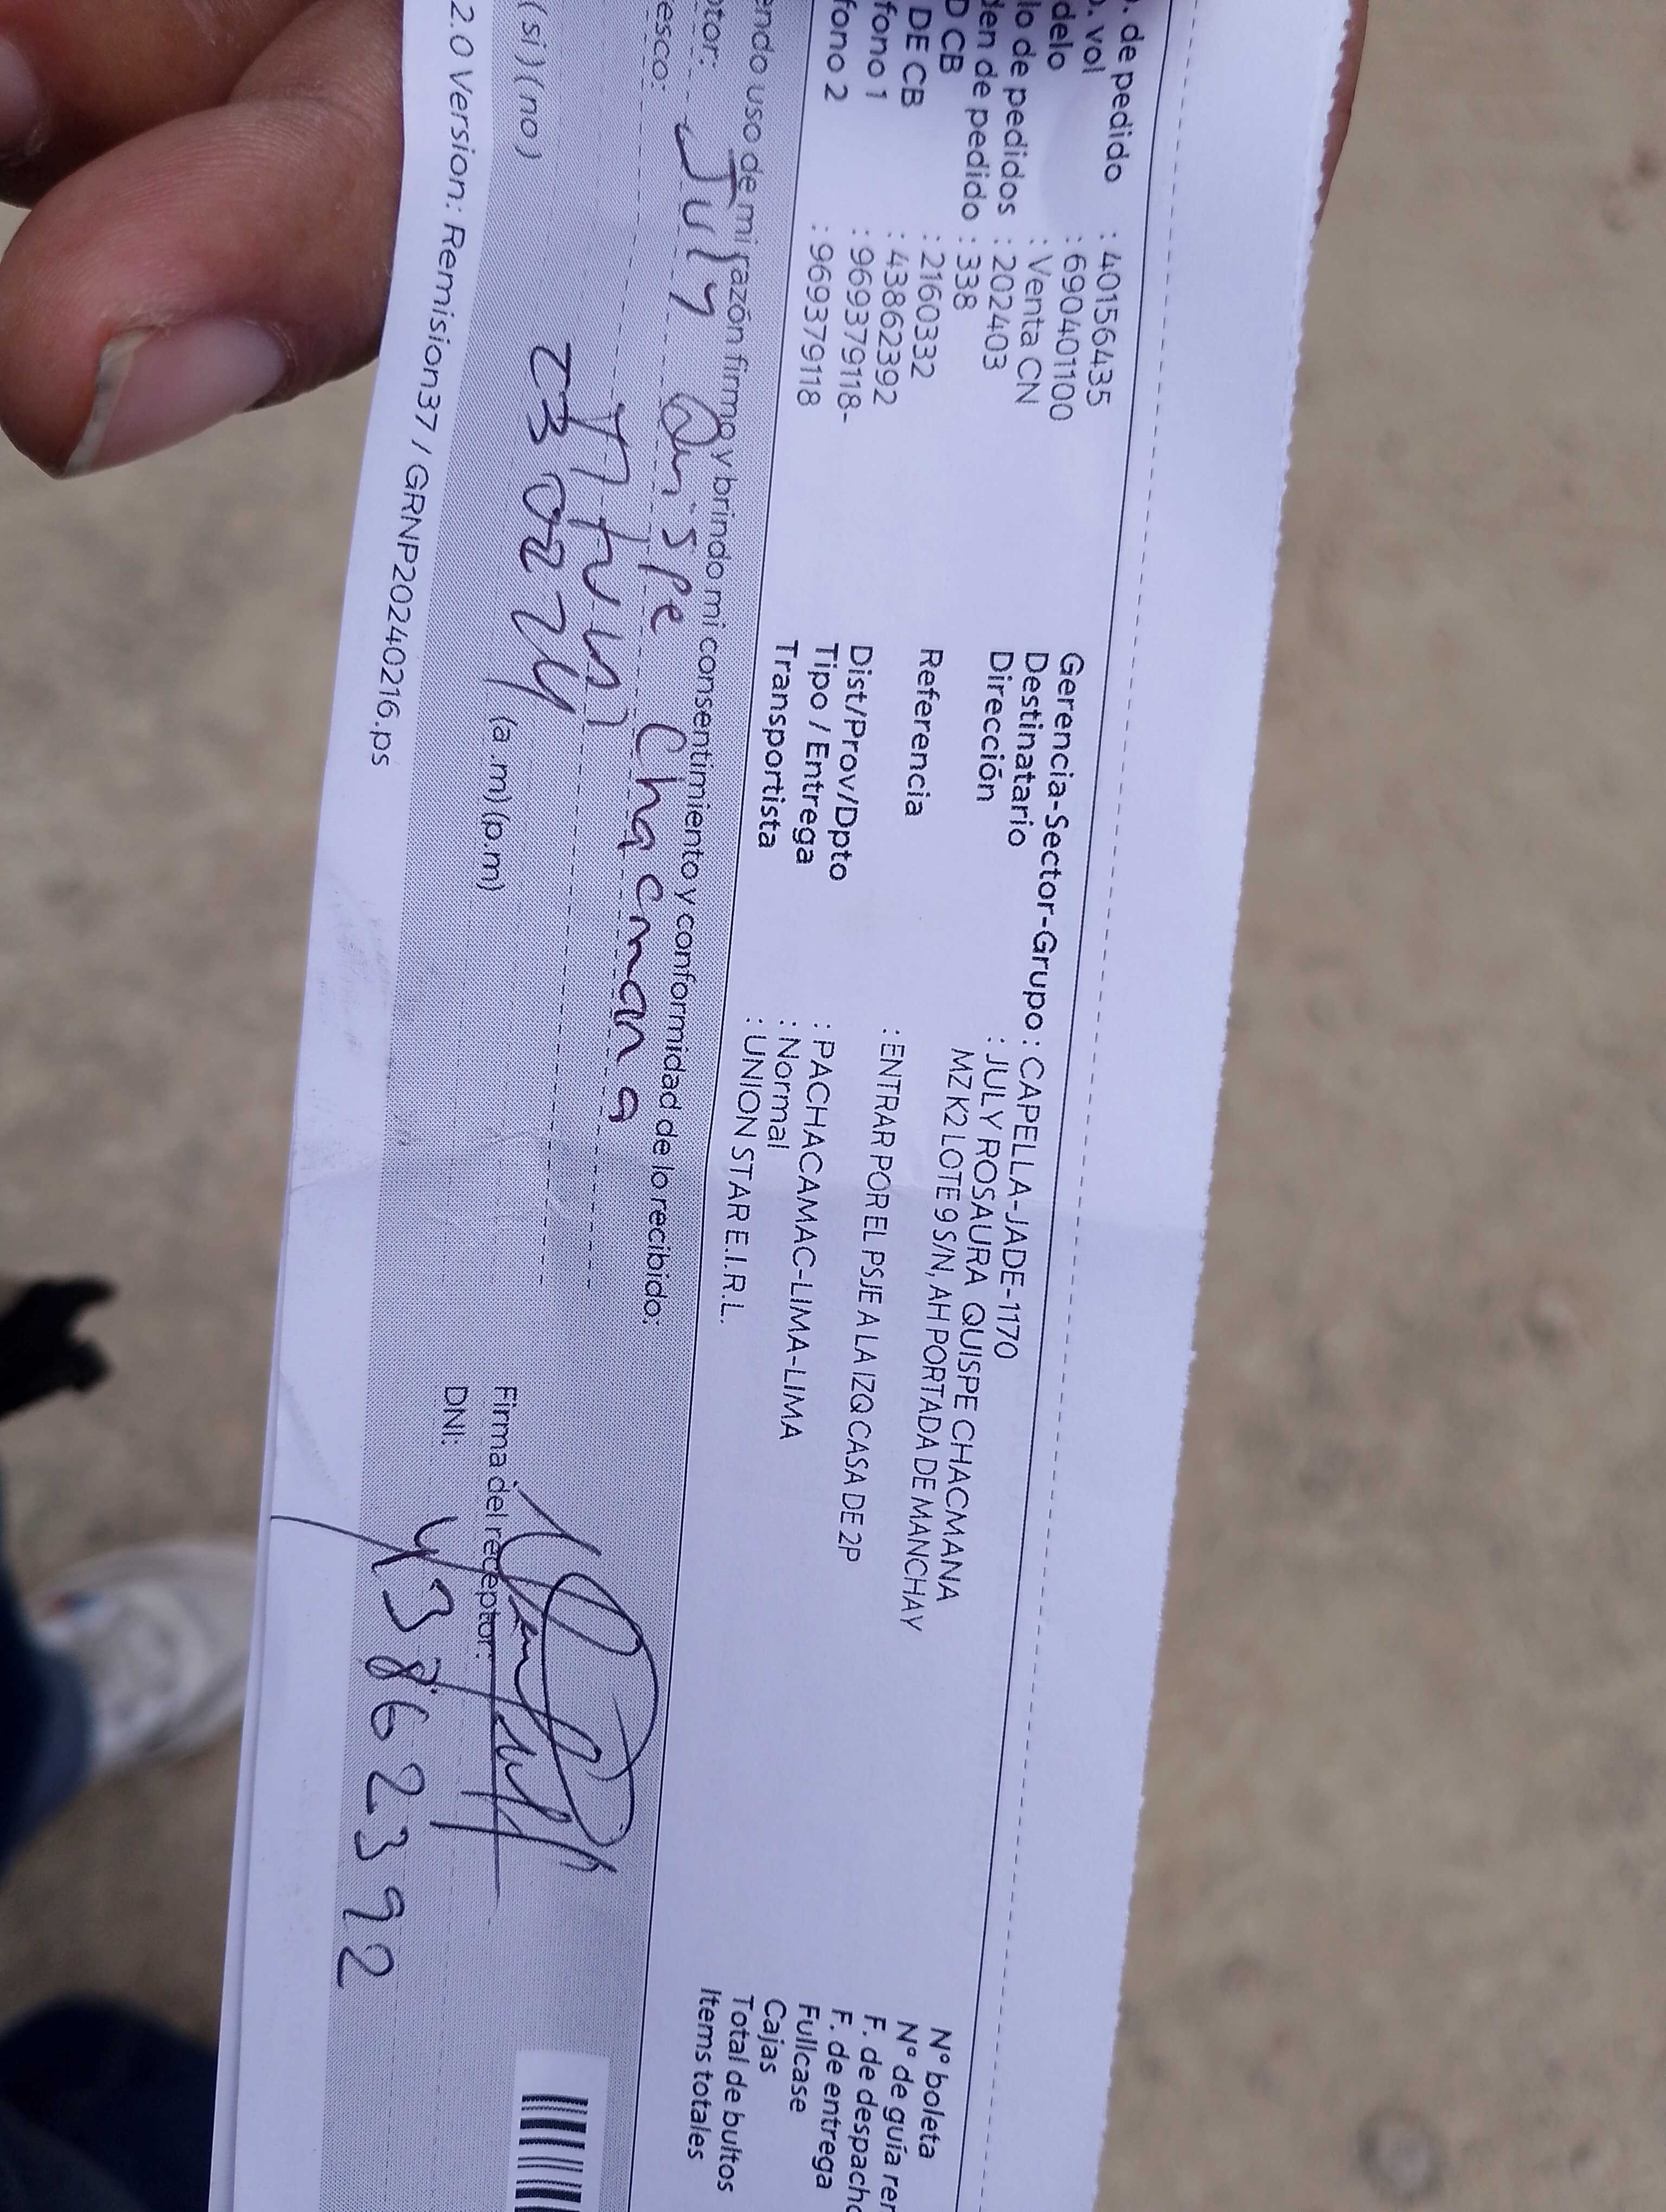 . de pedido : 40156435
. vol : 6904401100
delo : Venta CN
lo de pedidos : 202403
den de pedido : 338
D CB : 2160332
DE CB : 43862392
fono 1 : 969379118-
fono 2 : 969379118
Gerencia-Sector-Grupo : CAPELLA-JADE-1170
Destinatario : JULY ROSAURA QUISPE CHACMANA
Dirección MZ K2 LOTE 9 S/N, AH PORTADA DE MANCHAY
Referencia : ENTRAR POR EL PSJE A LA IZQ CASA DE 2P
Dist/Prov/Dpto : PACHACAMAC-LIMA-LIMA
Tipo / Entrega : Normal
Transportista : UNION STAR E.I.R.L.
N° boleta
N° de guía rem
F. de despacho
F. de entrega
Fullcase
Cajas
Total de bultos
Items totales
endo uso de mi razón firmo y brindo mi consentimiento y conformidad de lo recibido:
ptor: July Quispe Chacmana
esco:
(si) (no) 23 02 24 (a.m) (p.m)
Firma del receptor:
DNI: 43862392
2.0 Version: Remision37 / GRNP20240216.ps